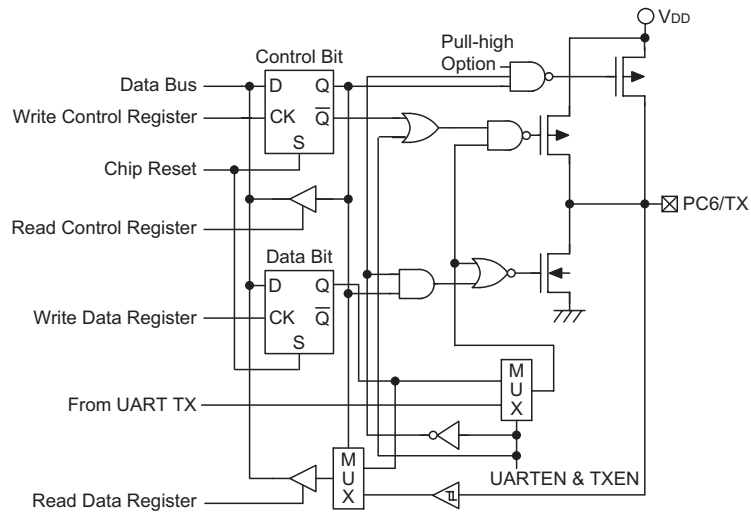 VDD
Pull-high
Option
Control Bit
Data Bus
D
Q
Write Control Register
CK
Q
S
Chip Reset
Read Control Register
PC6/TX
Data Bit
D
Q
Write Data Register
CK
Q
S
M
U
X
From UART TX
M
U
X
UARTEN & TXEN
Read Data Register